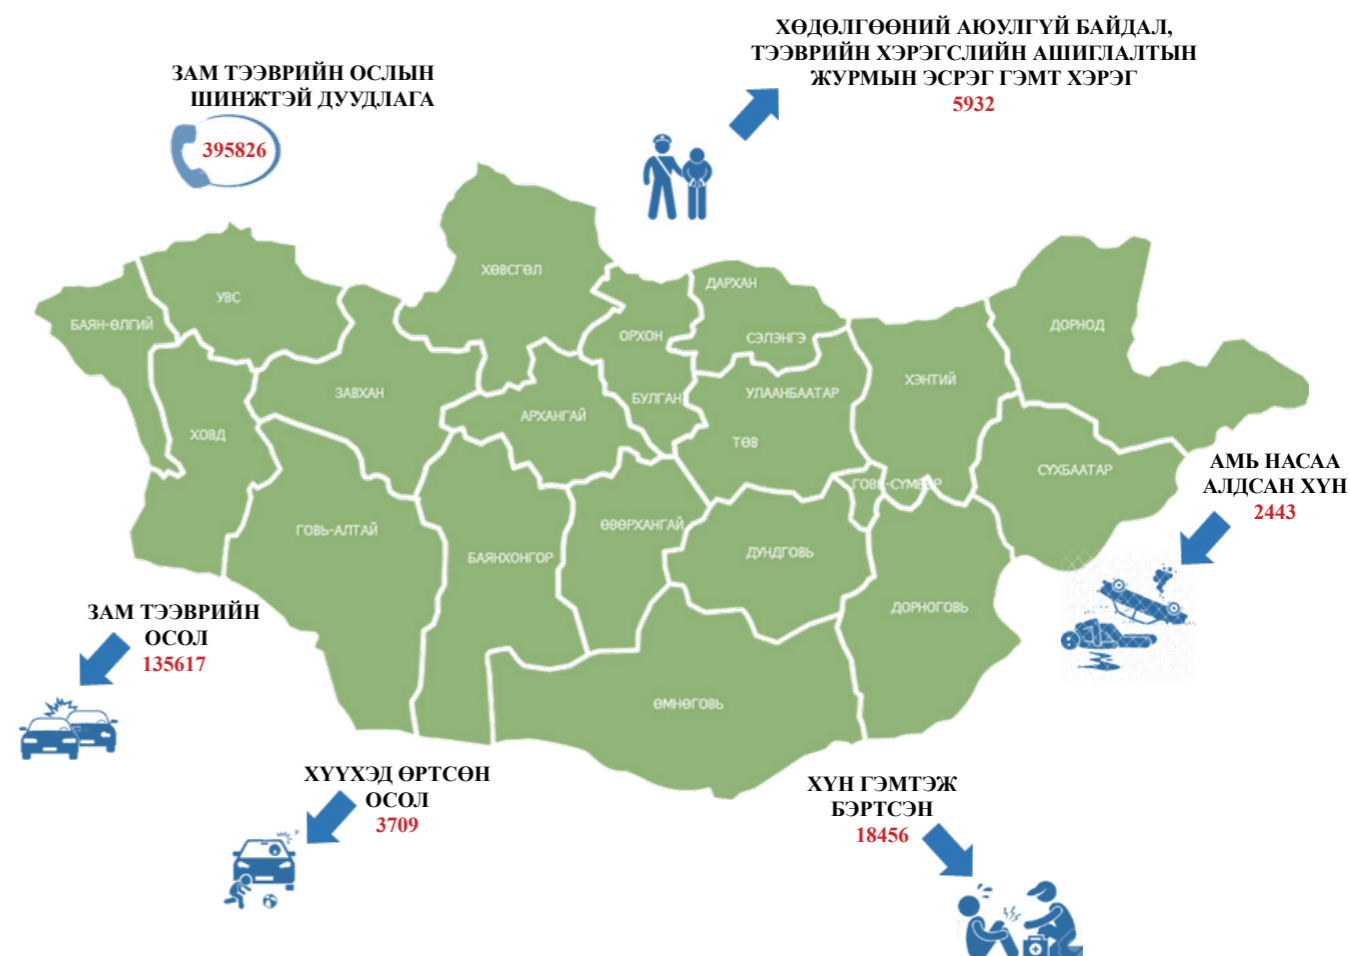 ХӨДӨЛГӨӨНИЙ АЮУЛГҮЙ БАЙДАЛ,
ТЭЭВРИЙН ХЭРЭГСЛИЙН АШИГЛАЛТЫН
ЖУРМЫН ЭСРЭГ ГЭМТ ХЭРЭГ
5932
ЗАМ ТЭЭВРИЙН ОСЛЫН
ШИНЖТЭЙ ДУУДЛАГА
395826
ХӨВСГӨЛ
ДАРХАН
УВС
БАЯН-ӨЛГИЙ
ОРХОН
СЭЛЭНГЭ
ДОРНОД
ЗАВХАН
БУЛГАН
УЛААНБААТАР
ХЭНТИЙ
АРХАНГАЙ
ХОВД
ТӨВ
СҮХБААТАР
ГОВЬ-СҮМБЭР
ГОВЬ-АЛТАЙ
БАЯНХОНГОР
ӨВӨРХАНГАЙ
ДУНДГОВЬ
ДОРНОГОВЬ
ӨМНӨГОВЬ
АМЬ НАСАА
АЛДСАН ХҮН
2443
ЗАМ ТЭЭВРИЙН
ОСОЛ
135617
ХҮҮХЭД ӨРТСӨН
ОСОЛ
3709
ХҮН ГЭМТЭЖ
БЭРТСЭН
18456